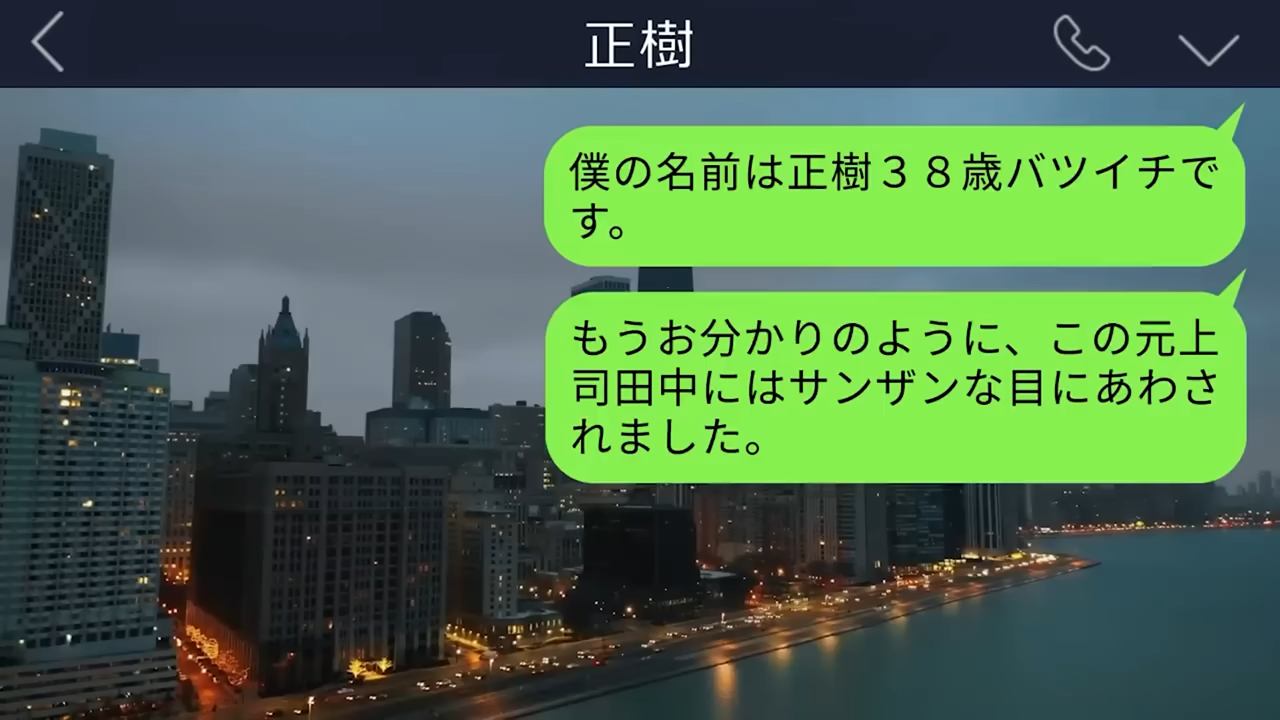 正樹
僕の名前は正樹３８歳バツイチで
す。
もうお分かりのように、この元上
司田中にはサンザンな目にあわさ
れました。